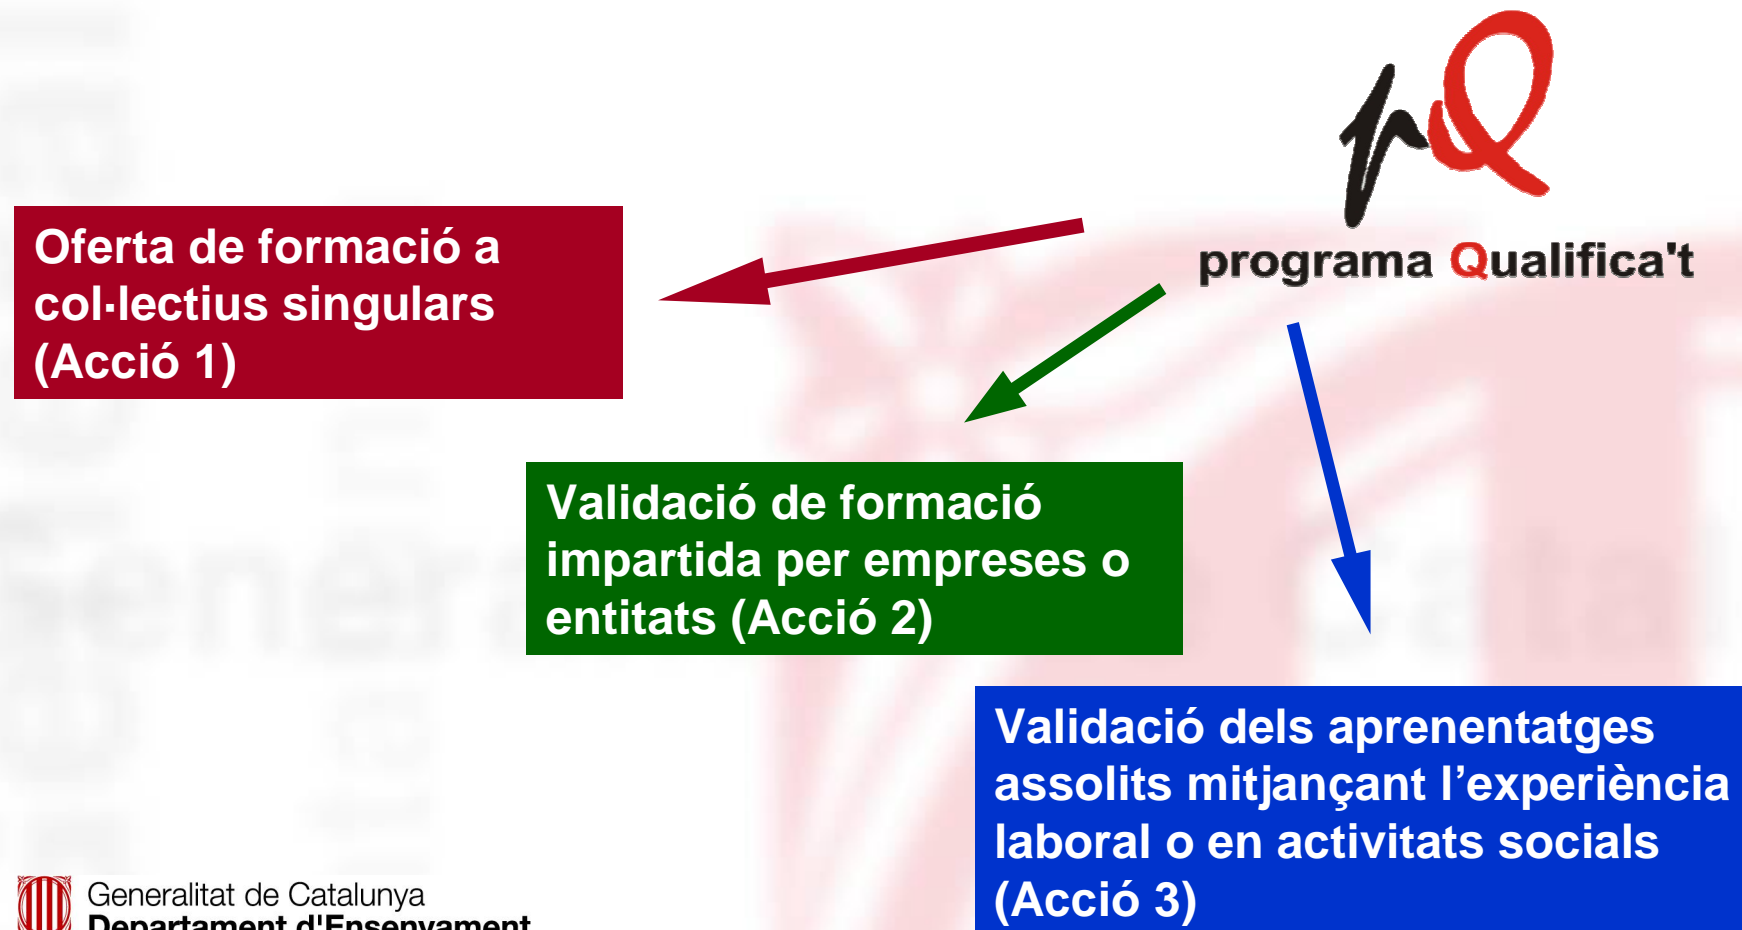 pQ
programa Qualifica't
Oferta de formació a
col·lectius singulars
(Acció 1)
Validació de formació
impartida per empreses o
entitats (Acció 2)
Validació dels aprenentatges
assolits mitjançant l’experiència
laboral o en activitats socials
(Acció 3)
Generalitat de Catalunya
Departament d'Ensenyament